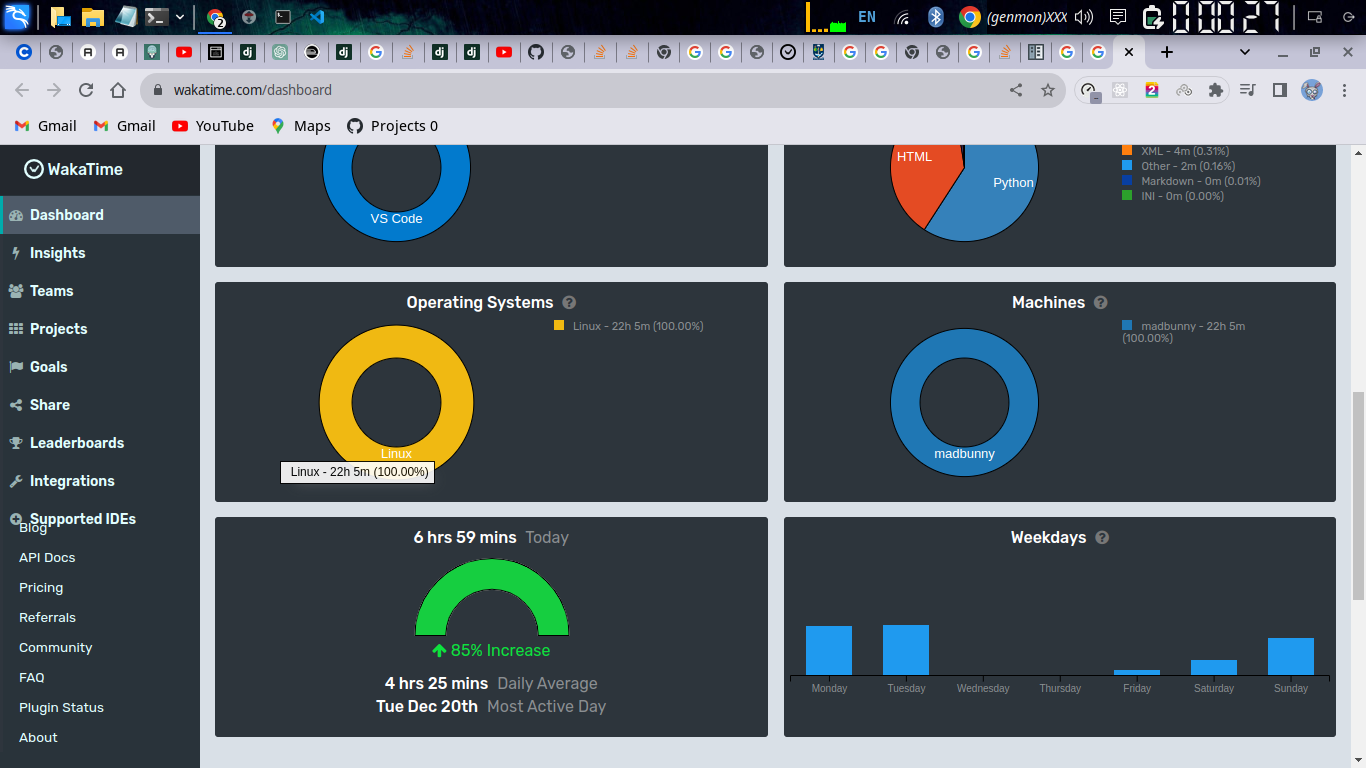 EN
(genmon)XXX
00:00 27
wakatime.com/dashboard
2
Gmail
Gmail
YouTube
Maps
Projects 0
WakaTime
Dashboard
Insights
Teams
Projects
Goals
Share
Leaderboards
Integrations
Supported IDEs
Blog
API Docs
Pricing
Referrals
Community
FAQ
Plugin Status
About
VS Code
HTML
Python
XML - 4m (0.31%)
Other - 2m (0.16%)
Markdown - 0m (0.01%)
INI - 0m (0.00%)
Operating Systems
Linux - 22h 5m (100.00%)
Linux
Linux - 22h 5m (100.00%)
Machines
madbunny - 22h 5m
(100.00%)
madbunny
6 hrs 59 mins Today
85% Increase
4 hrs 25 mins Daily Average
Tue Dec 20th Most Active Day
Weekdays
Monday Tuesday Wednesday Thursday Friday Saturday Sunday